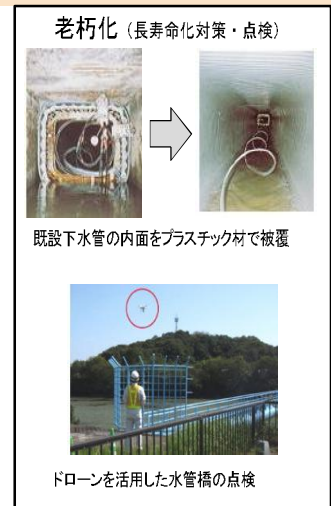 老朽化(長寿命化対策・点検)
既設下水管の内面をプラスチック材で被覆
ドローンを活用した水管橋の点検